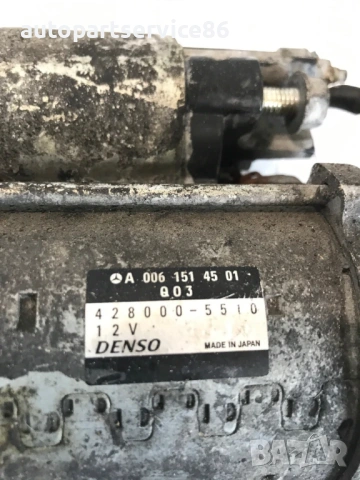 autopartservice86
A 006 151 45 01
Q03
428000-5510
12V
DENSO MADE IN JAPAN
BAZAR